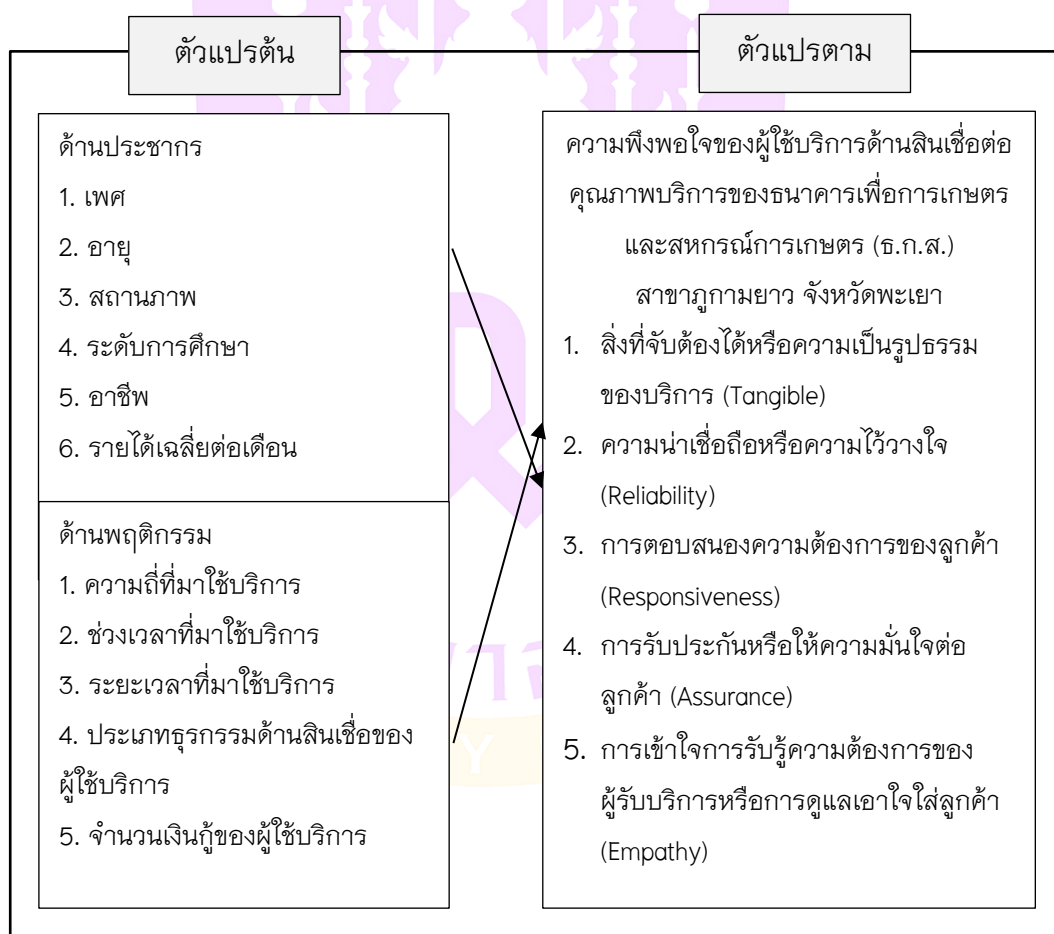 ตัวแปรต้น
ตัวแปรตาม
ด้านประชากร
1. เพศ
2. อายุ
3. สถานภาพ
4. ระดับการศึกษา
5. อาชีพ
6. รายได้เฉลี่ยต่อเดือน
ด้านพฤติกรรม
1. ความถี่ที่มาใช้บริการ
2. ช่วงเวลาที่มาใช้บริการ
3. ระยะเวลาที่มาใช้บริการ
4. ประเภทธุรกรรมด้านสินเชื่อของ
ผู้ใช้บริการ
5. จำนวนเงินกู้ของผู้ใช้บริการ
ความพึงพอใจของผู้ใช้บริการด้านสินเชื่อต่อ
คุณภาพบริการของธนาคารเพื่อการเกษตร
และสหกรณ์การเกษตร (ธ.ก.ส.)
สาขาภูกามยาว จังหวัดพะเยา
1. สิ่งที่จับต้องได้หรือความเป็นรูปธรรม
ของบริการ (Tangible)
2. ความน่าเชื่อถือหรือความไว้วางใจ
(Reliability)
3. การตอบสนองความต้องการของลูกค้า
(Responsiveness)
4. การรับประกันหรือให้ความมั่นใจต่อ
ลูกค้า (Assurance)
5. การเข้าใจการรับรู้ความต้องการของ
ผู้รับบริการหรือการดูแลเอาใจใส่ลูกค้า
(Empathy)